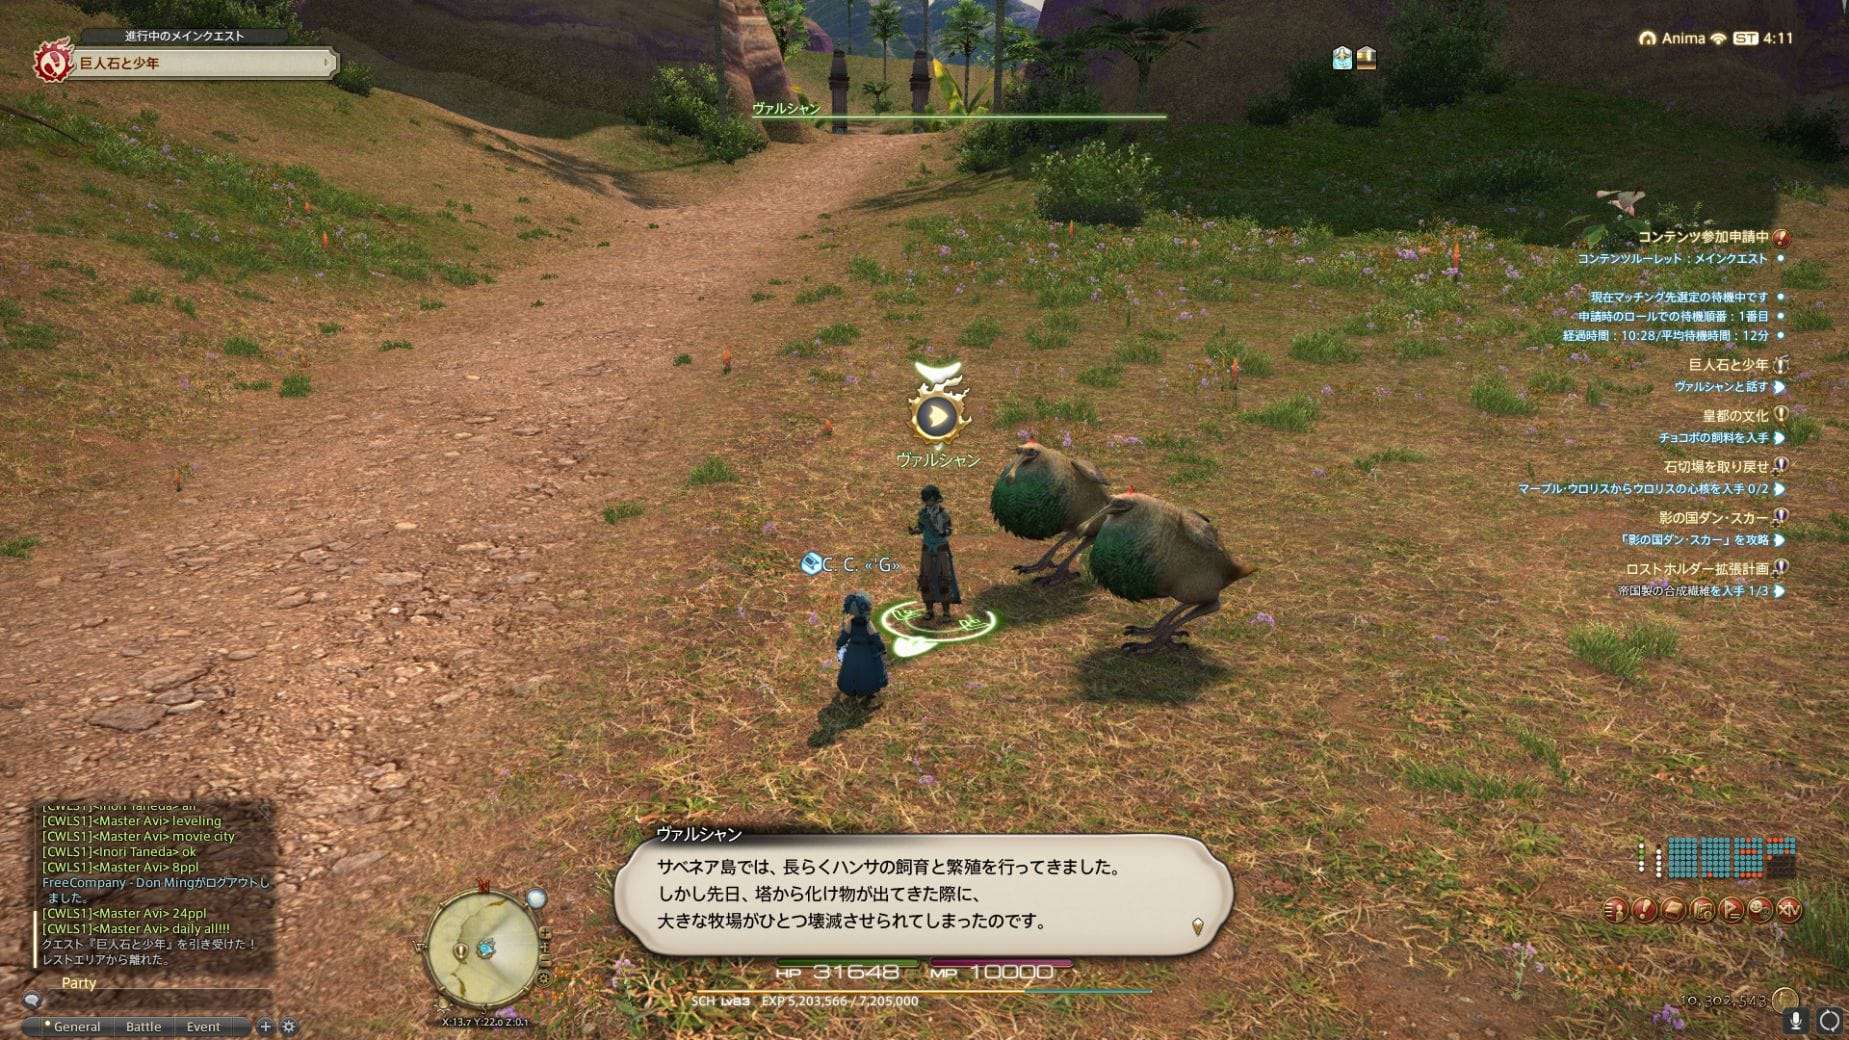 進行中のメインクエスト
巨人石と少年
ヴァルシャン
Anima ST 4:11
コンテンツ参加申請中
コンテンツルーレット：メインクエスト
現在マッチング先選定の待機中です
申請時のロールでの待機順番：1番目
経過時間：10:28/平均待機時間：12分
巨人石と少年
ヴァルシャンと話す
皇都の文化
チョコボの飼料を入手
石切場を取り戻せ
マーブル・ウロリスからウロリスの心核を入手 0/2
影の国ダン・スカー
「影の国ダン・スカー」を攻略
ロストホルダー拡張計画
帝国製の合成繊維を入手 1/3
ヴァルシャン
C. C. «'G»
[CWLS1]<Inori Taneda> all
[CWLS1]<Master Avi> leveling
[CWLS1]<Master Avi> movie city
[CWLS1]<Inori Taneda> ok
[CWLS1]<Master Avi> 8ppl
FreeCompany - Don Mingがログアウトし
ました。
[CWLS1]<Master Avi> 24ppl
[CWLS1]<Master Avi> daily all!!!
クエスト『巨人石と少年』を引き受けた！
レストエリアから離れた。
Party
General Battle Event
X:13.7 Y:22.0 Z:0.1
ヴァルシャン
サベネア島では、長らくハンサの飼育と繁殖を行ってきました。
しかし先日、塔から化け物が出てきた際に、
大きな牧場がひとつ壊滅させられてしまったのです。
HP 31648 MP 10000
SCH Lv83 EXP 5,203,566/7,205,000
XIV
10,302,543